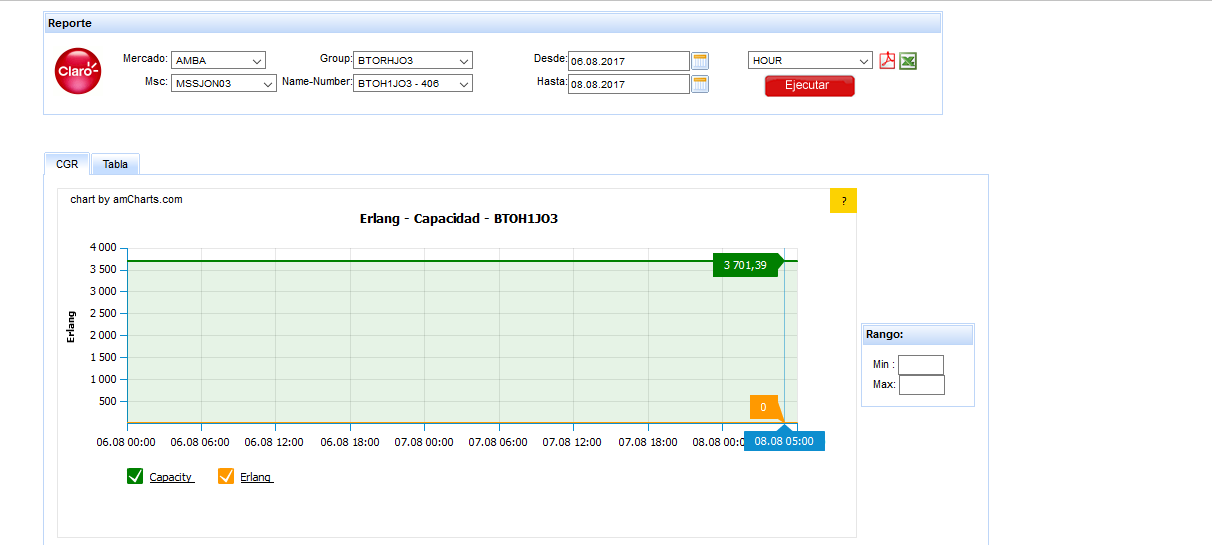 Reporte
Claro
Mercado: AMBA Group: BTORHJO3 Desde: 06.08.2017 HOUR
Msc: MSSJON03 Name-Number: BTOH1JO3 - 406 Hasta: 08.08.2017 Ejecutar
CGR Tabla
chart by amCharts.com ?
Erlang - Capacidad - BTOH1JO3
4 000
3 500
3 000
2 500
2 000
1 500
1 000
500
Erlang
3 701,39
0
06.08 00:00 06.08 06:00 06.08 12:00 06.08 18:00 07.08 00:00 07.08 06:00 07.08 12:00 07.08 18:00 08.08 00:0 08.08 05:00
Capacity Erlang
Rango:
Min :
Max: